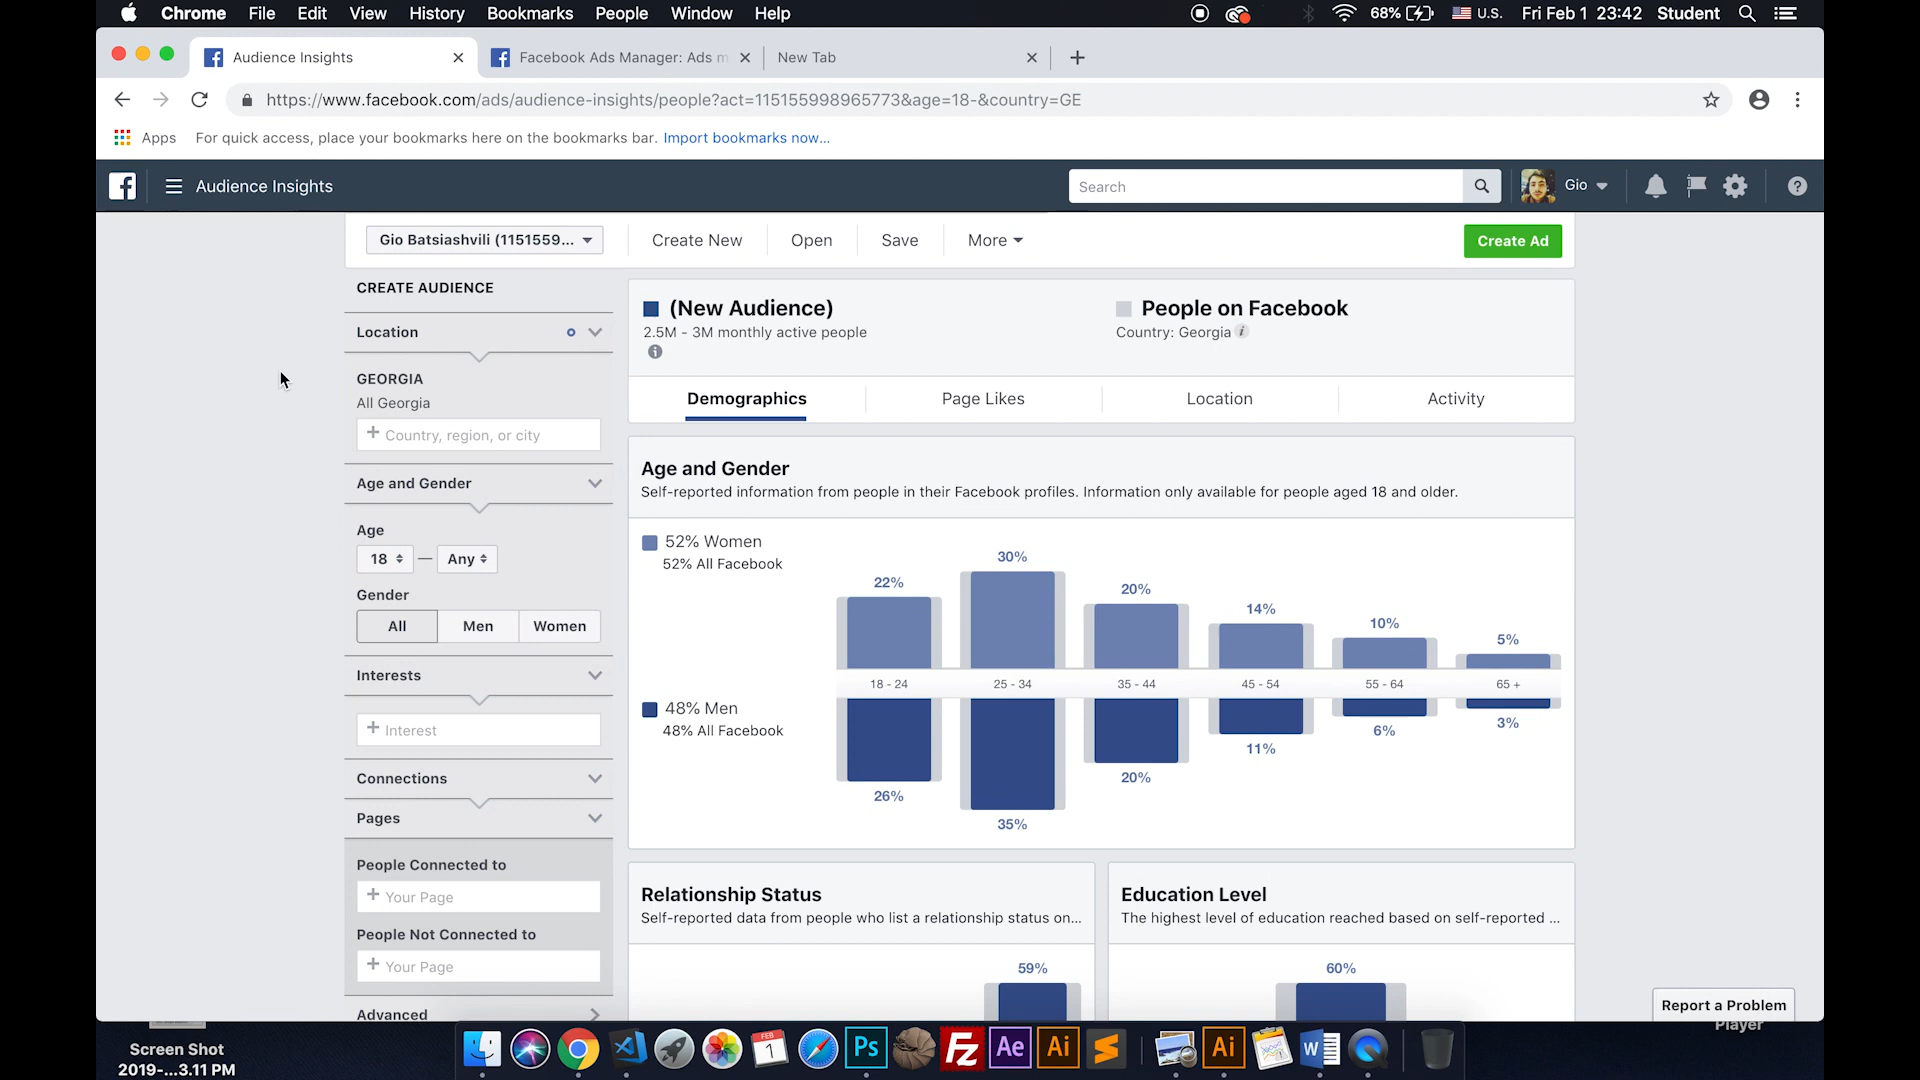 Chrome File Edit View History Bookmarks People Window Help 68% U.S. Fri Feb 1 23:42 Student
Audience Insights Facebook Ads Manager: Ads m New Tab
https://www.facebook.com/ads/audience-insights/people?act=115155998965773&age=18-&country=GE
Apps For quick access, place your bookmarks here on the bookmarks bar. Import bookmarks now...
Audience Insights Search Gio
Gio Batsiashvili (1151559... Create New Open Save More Create Ad
CREATE AUDIENCE
Location
GEORGIA
All Georgia
+ Country, region, or city
Age and Gender
Age
18 — Any
Gender
All Men Women
Interests
+ Interest
Connections
Pages
People Connected to
+ Your Page
People Not Connected to
+ Your Page
Advanced
(New Audience)
2.5M - 3M monthly active people
People on Facebook
Country: Georgia
Demographics Page Likes Location Activity
Age and Gender
Self-reported information from people in their Facebook profiles. Information only available for people aged 18 and older.
52% Women
52% All Facebook
22% 30% 20% 14% 10% 5%
18 - 24 25 - 34 35 - 44 45 - 54 55 - 64 65 +
48% Men
48% All Facebook
26% 35% 20% 11% 6% 3%
Relationship Status
Self-reported data from people who list a relationship status on...
59%
Education Level
The highest level of education reached based on self-reported ...
60%
Report a Problem
Player
Screen Shot
2019-...3.11 PM
FEB
1
Ps
Fz
Ae
Ai
Ai
W